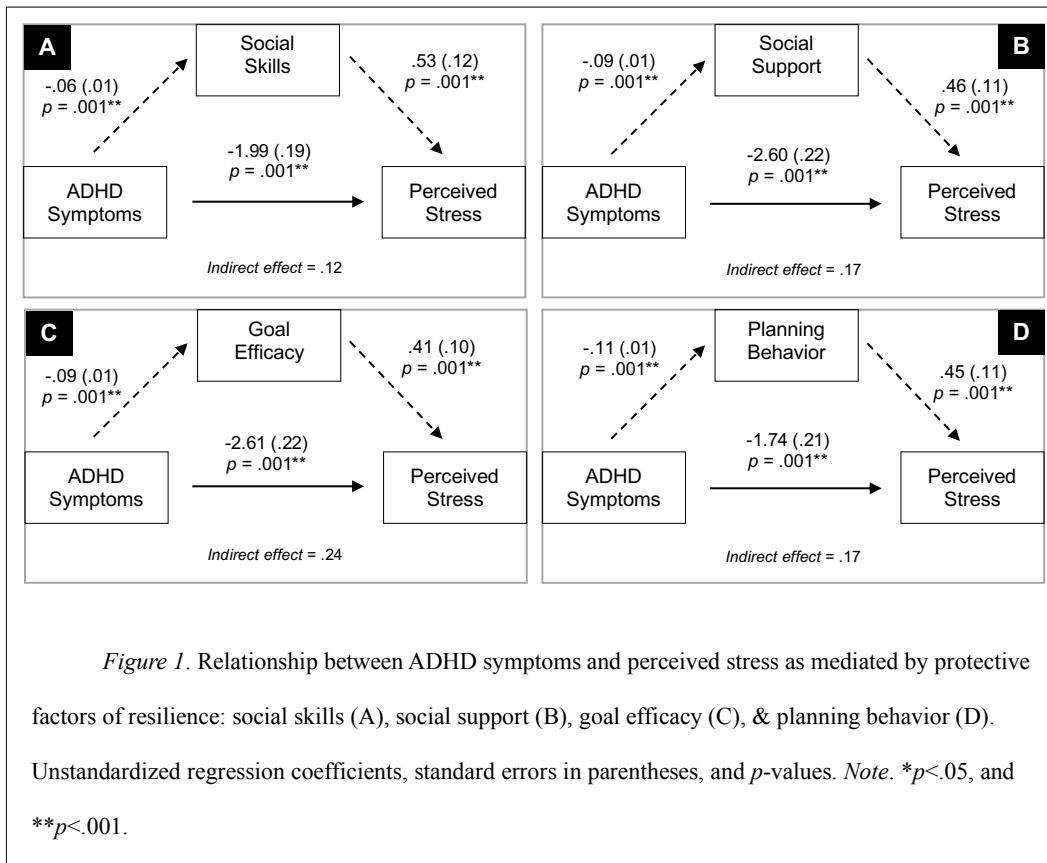 A
Social
Skills
-.06 (.01)
p = .001**
.53 (.12)
p = .001**
-1.99 (.19)
p = .001**
ADHD
Symptoms
Perceived
Stress
Indirect effect = .12
B
Social
Support
-.09 (.01)
p = .001**
.46 (.11)
p = .001**
-2.60 (.22)
p = .001**
ADHD
Symptoms
Perceived
Stress
Indirect effect = .17
C
Goal
Efficacy
-.09 (.01)
p = .001**
.41 (.10)
p = .001**
-2.61 (.22)
p = .001**
ADHD
Symptoms
Perceived
Stress
Indirect effect = .24
D
Planning
Behavior
-.11 (.01)
p = .001**
.45 (.11)
p = .001**
-1.74 (.21)
p = .001**
ADHD
Symptoms
Perceived
Stress
Indirect effect = .17
Figure 1. Relationship between ADHD symptoms and perceived stress as mediated by protective
factors of resilience: social skills (A), social support (B), goal efficacy (C), & planning behavior (D).
Unstandardized regression coefficients, standard errors in parentheses, and p-values. Note. *p<.05, and
**p<.001.